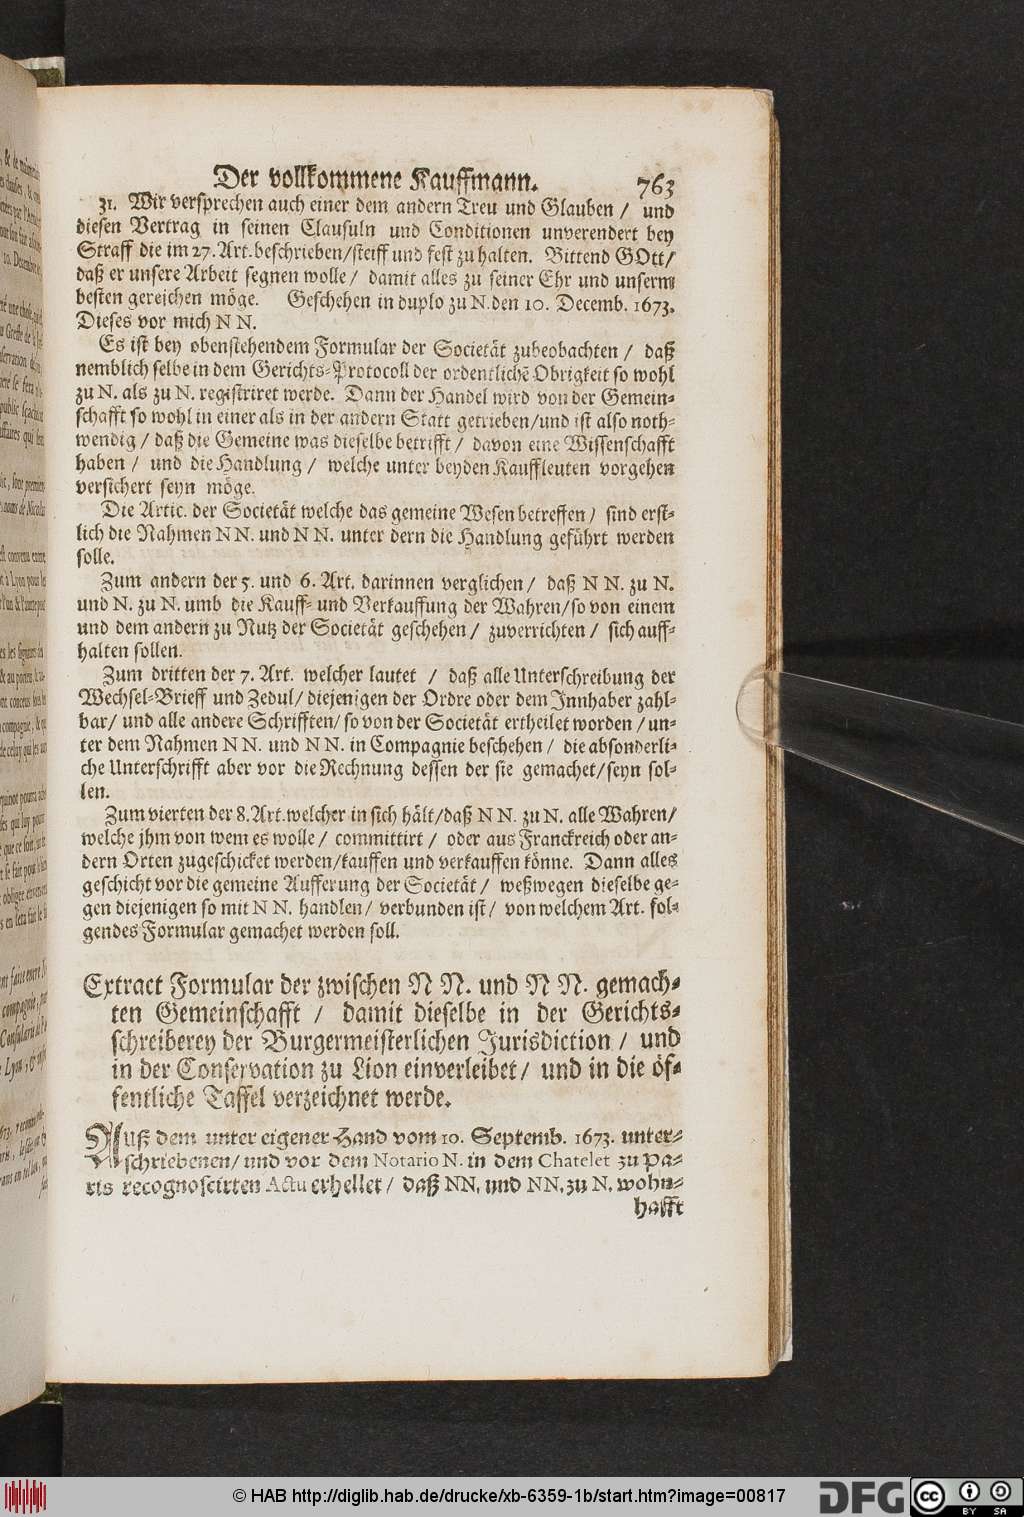 Der vollkommene Kauffmann. 763
31. Wir versprechen auch einer dem andern Treu und Glauben / und
diesen Vertrag in seinen Clausuln und Conditionen unverendert bey
Straff die im 27. Art. beschrieben/steiff und fest zu halten. Bittend GOtt/
daß er unsere Arbeit segnen wolle / damit alles zu seiner Ehr und unserm
besten gereichen möge. Geschehen in duplo zu N. den 10. Decemb. 1673.
Dieses vor mich N N.
Es ist bey obenstehendem Formular der Societät zubeobachten / daß
nemblich selbe in dem Gerichts-Protocoll der ordentlichē Obrigkeit so wohl
zu N. als zu N. registriret werde. Dann der Handel wird von der Gemein-
schafft so wohl in einer als in der andern Statt getrieben/und ist also noth-
wendig / daß die Gemeine was dieselbe betrifft / davon eine Wissenschafft
haben / und die Handlung / welche unter beyden Kauffleuten vorgehen
versichert seyn möge.
Die Artic. der Societät welche das gemeine Wesen betreffen / sind erst-
lich die Nahmen N N. und N N. unter dern die Handlung geführt werden
solle.
Zum andern der 5. und 6. Art. darinnen verglichen / daß N N. zu N.
und N. zu N. umb die Kauff- und Verkauffung der Wahren/so von einem
und dem andern zu Nutz der Societät geschehen / zuverrichten / sich auff-
halten sollen.
Zum dritten der 7. Art. welcher lautet / daß alle Unterschreibung der
Wechsel-Brieff und Zedul/ diejenigen der Ordre oder dem Innhaber zahl-
bar/ und alle andere Schrifften/ so von der Societät ertheilet worden / un-
ter dem Nahmen N N. und N N. in Compagnie beschehen / die absonderli-
che Unterschrifft aber vor die Rechnung dessen der sie gemachet/seyn sol-
len.
Zum vierten der 8. Art. welcher in sich hält/daß N N. zu N. alle Wahren/
welche jhm von wem es wolle / committirt / oder aus Franckreich oder an-
dern Orten zugeschicket werden/kauffen und verkauffen könne. Dann alles
geschicht vor die gemeine Aufferung der Societät / weßwegen dieselbe ge-
gen diejenigen so mit N N. handlen / verbunden ist / von welchem Art. fol-
gendes Formular gemachet werden soll.
Extract Formular der zwischen N N. und N N. gemach-
ten Gemeinschafft / damit dieselbe in der Gerichts-
schreiberey der Burgermeisterlichen Jurisdiction / und
in der Conservation zu Lion einverleibet / und in die öf-
fentliche Taffel verzeichnet werde.
Auß dem unter eigener Hand vom 10. Septemb. 1673. unter-
schriebenen/ und vor dem Notario N. in dem Chatelet zu Pa-
ris recognoscirten Actu erhellet / daß NN. und NN. zu N. wohn-
hafft
© HAB http://diglib.hab.de/drucke/xb-6359-1b/start.htm?image=00817
DFG
cc BY SA